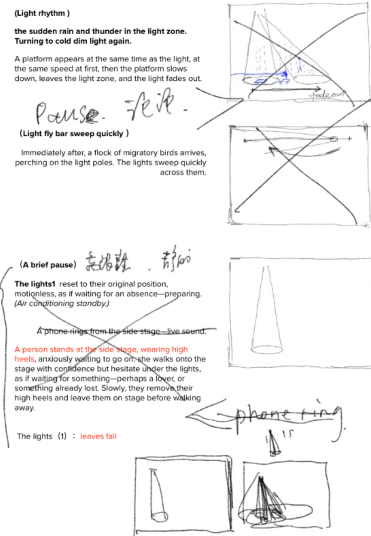 (Light rhythm )
the sudden rain and thunder in the light zone.
Turning to cold dim light again.
A platform appears at the same time as the light, at
the same speed at first, then the platform slows
down, leaves the light zone, and the light fades out.
fade out
Pause.
(Light fly bar sweep quickly )
Immediately after, a flock of migratory birds arrives,
perching on the light poles. The lights sweep quickly
across them.
(A brief pause)
The lights1 reset to their original position,
motionless, as if waiting for an absence—preparing.
(Air conditioning standby.)
A phone rings from the side stage—live sound.
A person stands at the side stage, wearing high
heels, anxiously waiting to go on. she walks onto the
stage with confidence but hesitate under the lights,
as if waiting for something—perhaps a lover, or
something already lost. Slowly, they remove their
high heels and leave them on stage before walking
away.
phone ring.
The lights（1）： leaves fall